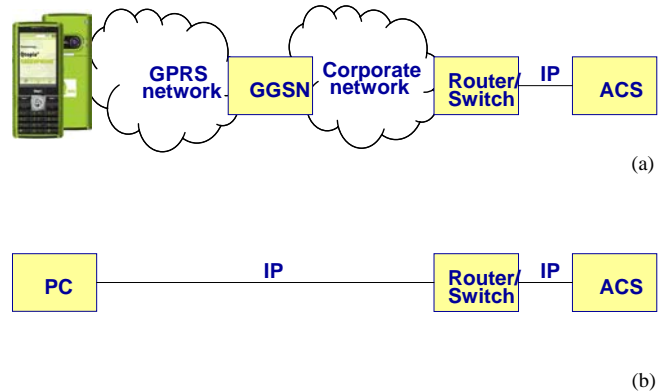 GPRS
network
GGSN
Corporate
network
Router/
Switch
IP
ACS
(a)
PC
IP
Router/
Switch
IP
ACS
(b)